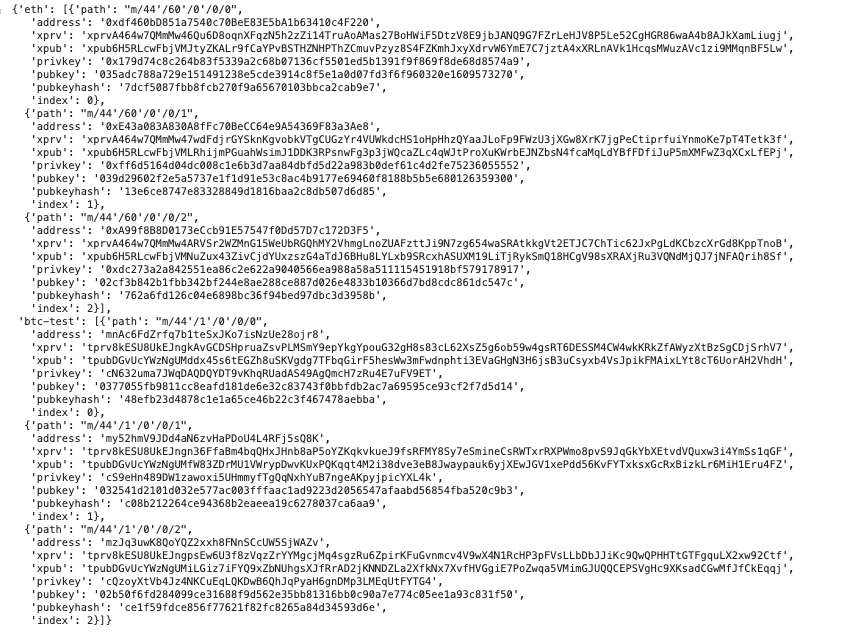 {'eth': [{'path': "m/44'/60'/0'/0/0",
'address': '0xdf460bD851a7540c70BeE83E5bA1b63410c4F220',
'xprv': 'xprvA464w7QMmMw46Qu6D8oqnXFqzN5h2zZi14TruAoAMas27BoHWiF5DtzV8E9jbJANQ9G7FZrLeHJV8P5Le52CgHGR86waA4b8AJkXamLiugj',
'xpub': 'xpub6H5RLcwFbjVMJtyZKALr9fCaYPvBSTHZNHPThZCmuvPzyz8S4FZKmhJxyXdrvW6YmE7C7jztA4xXRLnAVk1HcqsMWuzAVc1zi9MMqnBF5Lw',
'privkey': '0x179d74c8c264b83f5339a2c68b07136cf5501ed5b1391f9f869f8de68d8574a9',
'pubkey': '035adc788a729e151491238e5cde3914c8f5e1a0d07fd3f6f960320e1609573270',
'pubkeyhash': '7dcf5087fbb8fcb270f9a65670103bbca2cab9e7',
'index': 0},
{'path': "m/44'/60'/0'/0/1",
'address': '0xE43a083A830A8fFc70BeCC64e9A54369F83a3Ae8',
'xprv': 'xprvA464w7QMmMw47wdFdjrGYSknKgvobkVTgCUGzYr4VUWkdcHS1oHpHhzQYaaJLoFp9FWzU3jXGw8XrK7jgPeCtiprfuiYnmoKe7pT4Tetk3f',
'xpub': 'xpub6H5RLcwFbjVMLRhijmPGuahWsimJ1DDK3RPsnwFg3p3jWQcaZLc4qWJtProXuKWrbEJNZbsN4fcaMqLdYBfFDfiJuP5mXMFwZ3qXCxLfEPj',
'privkey': '0xff6d5164d04dc008c1e6b3d7aa84dbfd5d22a983b0def61c4d2fe75236055552',
'pubkey': '039d29602f2e5a5737e1f1d91e53c8ac4b9177e69460f8188b5b5e680126359300',
'pubkeyhash': '13e6ce8747e83328849d1816baa2c8db507d6d85',
'index': 1},
{'path': "m/44'/60'/0'/0/2",
'address': '0xA99f8B8D0173eCcb91E57547f0Dd57D7c172D3F5',
'xprv': 'xprvA464w7QMmMw4ARVSr2WZMnG15WeUbRGQhMY2VhmgLnoZUAFzttJi9N7zg654waSRAtkkgVt2ETJC7ChTic62JxPgLdKCbzcXrGd8KppTnoB',
'xpub': 'xpub6H5RLcwFbjVMNuZux43ZivCjdYUxzszG4aTdJ6BHu8LYLxb9SRcxhASUXM19LiTjRykSmQ18HCgV98sXRAXjRu3VQNdMjQJ7jNFAQrih8Sf',
'privkey': '0xdc273a2a842551ea86c2e622a9040566ea988a58a511115451918bf579178917',
'pubkey': '02cf3b842b1fbb342bf244e8ae288ce887d026e4833b10366d7bd8cdc861dc547c',
'pubkeyhash': '762a6fd126c04e6898bc36f94bed97dbc3d3958b',
'index': 2}],
'btc-test': [{'path': "m/44'/1'/0'/0/0",
'address': 'mnAc6FdZrfq7b1teSxJKo7isNzUe28ojr8',
'xprv': 'tprv8kESU8UkEJngkAvGCDSHpruaZsvPLMSmY9epYkgYpouG32gH8s83cL62XsZ5g6ob59w4gsRT6DESSM4CW4wkKRkZfAWyzXtBzSgCDjSrhV7',
'xpub': 'tpubDGvUcYWzNgUMddx45s6tEGZh8uSKVgdg7TFbqGirF5hesWw3mFwdnphti3EVaGHgN3H6jsB3uCsyxb4VsJpikFMAixLYt8cT6UorAH2VhdH',
'privkey': 'cN632uma7JWqDAQDQYDT9vKhqRUadAS49AgQmcH7zRu4E7uFV9ET',
'pubkey': '0377055fb9811cc8eafd181de6e32c83743f0bbfdb2ac7a69595ce93cf2f7d5d14',
'pubkeyhash': '48efb23d4878c1e1a65ce46b22c3f467478aebba',
'index': 0},
{'path': "m/44'/1'/0'/0/1",
'address': 'my52hmV9JDd4aN6zvHaPDoU4L4RFj5sQ8K',
'xprv': 'tprv8kESU8UkEJngn36FfaBm4bqQHxJHnb8aP5oYZKqkvkueJ9fsRFMY8Sy7eSmineCsRWTxrRXPWmo8pvS9JqGkYbXEtvdVQuxw3i4YmSs1qGF',
'xpub': 'tpubDGvUcYWzNgUMfW83ZDrMU1VWrypDwvKUxPQKqqt4M2i38dve3eB8Jwaypauk6yjXEwJGV1xePdd56KvFYTxksxGcRxBizkLr6MiH1Eru4FZ',
'privkey': 'cS9eHn489DW1zawoxi5UHmmyfTgQqNxhYuB7ngeAKpyjpicYXL4k',
'pubkey': '032541d2101d032e577ac003fffaac1ad9223d2056547afaabd56854fba520c9b3',
'pubkeyhash': 'c08b212264ce94368b2eaeea19c6278037ca6aa9',
'index': 1},
{'path': "m/44'/1'/0'/0/2",
'address': 'mzJq3uwK8QoYQZ2xxh8FNnSCcUW5SjWAZv',
'xprv': 'tprv8kESU8UkEJngpsEw6U3f8zVqzZrYYMgcjMq4sgzRu6ZpirKFuGvnmcv4V9wX4N1RcHP3pFVsLLbDbJJiKc9QwQPHHTtGTFgquLX2xw92Ctf',
'xpub': 'tpubDGvUcYWzNgUMiLGiz7iFYQ9xZbNUhgsXJfRrAD2jKNNDZLa2XfkNx7XvfHVGgiE7PoZwqa5VMimGJUQQCEPSVgHc9XKsadCGwMfJfCkEqqj',
'privkey': 'cQzoyXtVb4Jz4NKCuEqLQKDwB6QhJqPyaH6gnDMp3LMEqUtFYTG4',
'pubkey': '02b50f6fd284099ce31688f9d562e35bb81316bb0c90a7e774c05ee1a93c831f50',
'pubkeyhash': 'ce1f59fdce856f77621f82fc8265a84d34593d6e',
'index': 2}]}